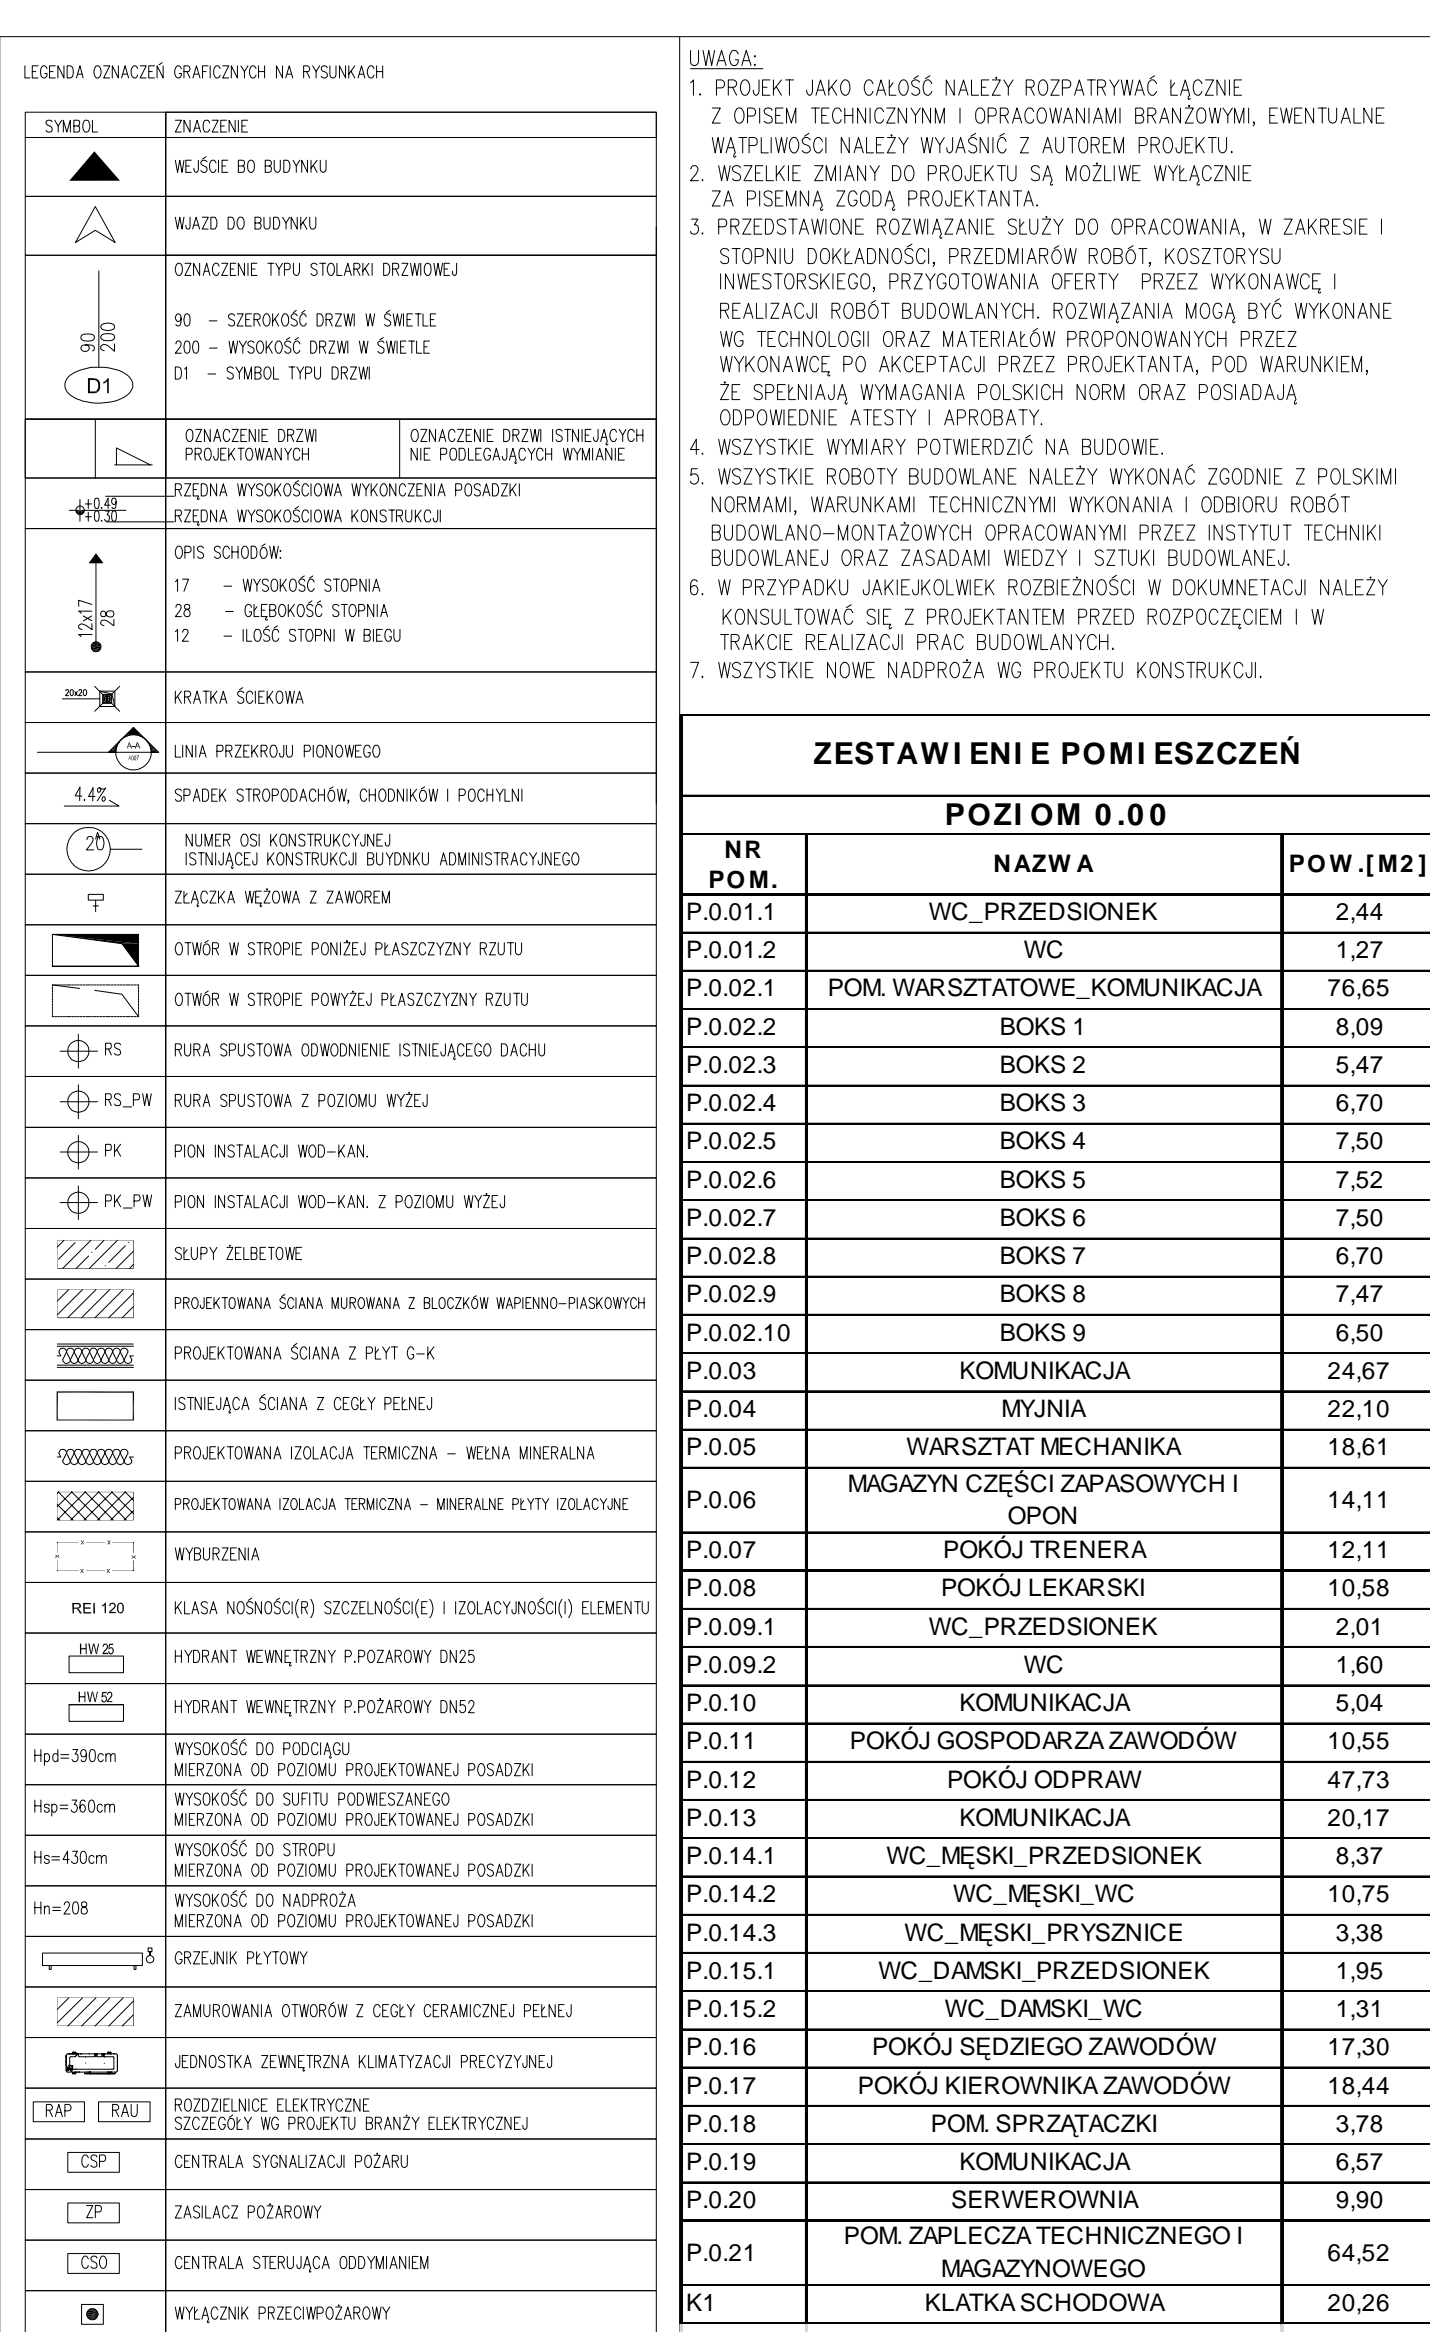 LEGENDA OZNACZEŃ GRAFICZNYCH NA RYSUNKACH
SYMBOL ZNACZENIE
WEJŚCIE BO BUDYNKU
WJAZD DO BUDYNKU
OZNACZENIE TYPU STOLARKI DRZWIOWEJ
90 – SZEROKOŚĆ DRZWI W ŚWIETLE
200 – WYSOKOŚĆ DRZWI W ŚWIETLE
D1 – SYMBOL TYPU DRZWI
90
200
D1
OZNACZENIE DRZWI
PROJEKTOWANYCH
OZNACZENIE DRZWI ISTNIEJĄCYCH
NIE PODLEGAJĄCYCH WYMIANIE
+0.49 RZĘDNA WYSOKOŚCIOWA WYKONCZENIA POSADZKI
+0.30 RZĘDNA WYSOKOŚCIOWA KONSTRUKCJI
OPIS SCHODÓW:
17 – WYSOKOŚĆ STOPNIA
28 – GŁĘBOKOŚĆ STOPNIA
12 – ILOŚĆ STOPNI W BIEGU
12x17
28
20x20 KRATKA ŚCIEKOWA
A-A
A007
LINIA PRZEKROJU PIONOWEGO
4.4% SPADEK STROPODACHÓW, CHODNIKÓW I POCHYLNI
20 A
NUMER OSI KONSTRUKCYJNEJ
ISTNIJĄCEJ KONSTRUKCJI BUYDNKU ADMINISTRACYJNEGO
ZŁĄCZKA WĘŻOWA Z ZAWOREM
OTWÓR W STROPIE PONIŻEJ PŁASZCZYZNY RZUTU
OTWÓR W STROPIE POWYŻEJ PŁASZCZYZNY RZUTU
RS RURA SPUSTOWA ODWODNIENIE ISTNIEJĄCEGO DACHU
RS_PW RURA SPUSTOWA Z POZIOMU WYŻEJ
PK PION INSTALACJI WOD–KAN.
PK_PW PION INSTALACJI WOD–KAN. Z POZIOMU WYŻEJ
SŁUPY ŻELBETOWE
PROJEKTOWANA ŚCIANA MUROWANA Z BLOCZKÓW WAPIENNO–PIASKOWYCH
PROJEKTOWANA ŚCIANA Z PŁYT G–K
ISTNIEJĄCA ŚCIANA Z CEGŁY PEŁNEJ
PROJEKTOWANA IZOLACJA TERMICZNA – WEŁNA MINERALNA
PROJEKTOWANA IZOLACJA TERMICZNA – MINERALNE PŁYTY IZOLACYJNE
WYBURZENIA
REI 120 KLASA NOŚNOŚCI(R) SZCZELNOŚCI(E) I IZOLACYJNOŚCI(I) ELEMENTU
HW 25 HYDRANT WEWNĘTRZNY P.POZAROWY DN25
HW 52 HYDRANT WEWNĘTRZNY P.POŻAROWY DN52
Hpd=390cm WYSOKOŚĆ DO PODCIĄGU
MIERZONA OD POZIOMU PROJEKTOWANEJ POSADZKI
Hsp=360cm WYSOKOŚĆ DO SUFITU PODWIESZANEGO
MIERZONA OD POZIOMU PROJEKTOWANEJ POSADZKI
Hs=430cm WYSOKOŚĆ DO STROPU
MIERZONA OD POZIOMU PROJEKTOWANEJ POSADZKI
Hn=208 WYSOKOŚĆ DO NADPROŻA
MIERZONA OD POZIOMU PROJEKTOWANEJ POSADZKI
GRZEJNIK PŁYTOWY
ZAMUROWANIA OTWORÓW Z CEGŁY CERAMICZNEJ PEŁNEJ
JEDNOSTKA ZEWNĘTRZNA KLIMATYZACJI PRECYZYJNEJ
RAP RAU ROZDZIELNICE ELEKTRYCZNE
SZCZEGÓŁY WG PROJEKTU BRANŻY ELEKTRYCZNEJ
CSP CENTRALA SYGNALIZACJI POŻARU
ZP ZASILACZ POŻAROWY
CSO CENTRALA STERUJĄCA ODDYMIANIEM
WYŁĄCZNIK PRZECIWPOŻAROWY
UWAGA:
1. PROJEKT JAKO CAŁOŚĆ NALEŻY ROZPATRYWAĆ ŁĄCZNIE
Z OPISEM TECHNICZNYNM I OPRACOWANIAMI BRANŻOWYMI, EWENTUALNE
WĄTPLIWOŚCI NALEŻY WYJAŚNIĆ Z AUTOREM PROJEKTU.
2. WSZELKIE ZMIANY DO PROJEKTU SĄ MOŻLIWE WYŁĄCZNIE
ZA PISEMNĄ ZGODĄ PROJEKTANTA.
3. PRZEDSTAWIONE ROZWIĄZANIE SŁUŻY DO OPRACOWANIA, W ZAKRESIE I
STOPNIU DOKŁADNOŚCI, PRZEDMIARÓW ROBÓT, KOSZTORYSU
INWESTORSKIEGO, PRZYGOTOWANIA OFERTY PRZEZ WYKONAWCĘ I
REALIZACJI ROBÓT BUDOWLANYCH. ROZWIĄZANIA MOGĄ BYĆ WYKONANE
WG TECHNOLOGII ORAZ MATERIAŁÓW PROPONOWANYCH PRZEZ
WYKONAWCĘ PO AKCEPTACJI PRZEZ PROJEKTANTA, POD WARUNKIEM,
ŻE SPEŁNIAJĄ WYMAGANIA POLSKICH NORM ORAZ POSIADAJĄ
ODPOWIEDNIE ATESTY I APROBATY.
4. WSZYSTKIE WYMIARY POTWIERDZIĆ NA BUDOWIE.
5. WSZYSTKIE ROBOTY BUDOWLANE NALEŻY WYKONAĆ ZGODNIE Z POLSKIMI
NORMAMI, WARUNKAMI TECHNICZNYMI WYKONANIA I ODBIORU ROBÓT
BUDOWLANO–MONTAŻOWYCH OPRACOWANYMI PRZEZ INSTYTUT TECHNIKI
BUDOWLANEJ ORAZ ZASADAMI WIEDZY I SZTUKI BUDOWLANEJ.
6. W PRZYPADKU JAKIEJKOLWIEK ROZBIEŻNOŚCI W DOKUMNETACJI NALEŻY
KONSULTOWAĆ SIĘ Z PROJEKTANTEM PRZED ROZPOCZĘCIEM I W
TRAKCIE REALIZACJI PRAC BUDOWLANYCH.
7. WSZYSTKIE NOWE NADPROŻA WG PROJEKTU KONSTRUKCJI.
ZESTAWIENIE POMIESZCZEŃ
POZIOM 0.00
NR POM. NAZWA POW.[M2]
P.0.01.1 WC_PRZEDSIONEK 2,44
P.0.01.2 WC 1,27
P.0.02.1 POM. WARSZTATOWE_KOMUNIKACJA 76,65
P.0.02.2 BOKS 1 8,09
P.0.02.3 BOKS 2 5,47
P.0.02.4 BOKS 3 6,70
P.0.02.5 BOKS 4 7,50
P.0.02.6 BOKS 5 7,52
P.0.02.7 BOKS 6 7,50
P.0.02.8 BOKS 7 6,70
P.0.02.9 BOKS 8 7,47
P.0.02.10 BOKS 9 6,50
P.0.03 KOMUNIKACJA 24,67
P.0.04 MYJNIA 22,10
P.0.05 WARSZTAT MECHANIKA 18,61
P.0.06 MAGAZYN CZĘŚCI ZAPASOWYCH I
OPON 14,11
P.0.07 POKÓJ TRENERA 12,11
P.0.08 POKÓJ LEKARSKI 10,58
P.0.09.1 WC_PRZEDSIONEK 2,01
P.0.09.2 WC 1,60
P.0.10 KOMUNIKACJA 5,04
P.0.11 POKÓJ GOSPODARZA ZAWODÓW 10,55
P.0.12 POKÓJ ODPRAW 47,73
P.0.13 KOMUNIKACJA 20,17
P.0.14.1 WC_MĘSKI_PRZEDSIONEK 8,37
P.0.14.2 WC_MĘSKI_WC 10,75
P.0.14.3 WC_MĘSKI_PRYSZNICE 3,38
P.0.15.1 WC_DAMSKI_PRZEDSIONEK 1,95
P.0.15.2 WC_DAMSKI_WC 1,31
P.0.16 POKÓJ SĘDZIEGO ZAWODÓW 17,30
P.0.17 POKÓJ KIEROWNIKA ZAWODÓW 18,44
P.0.18 POM. SPRZĄTACZKI 3,78
P.0.19 KOMUNIKACJA 6,57
P.0.20 SERWEROWNIA 9,90
P.0.21 POM. ZAPLECZA TECHNICZNEGO I
MAGAZYNOWEGO 64,52
K1 KLATKA SCHODOWA 20,26